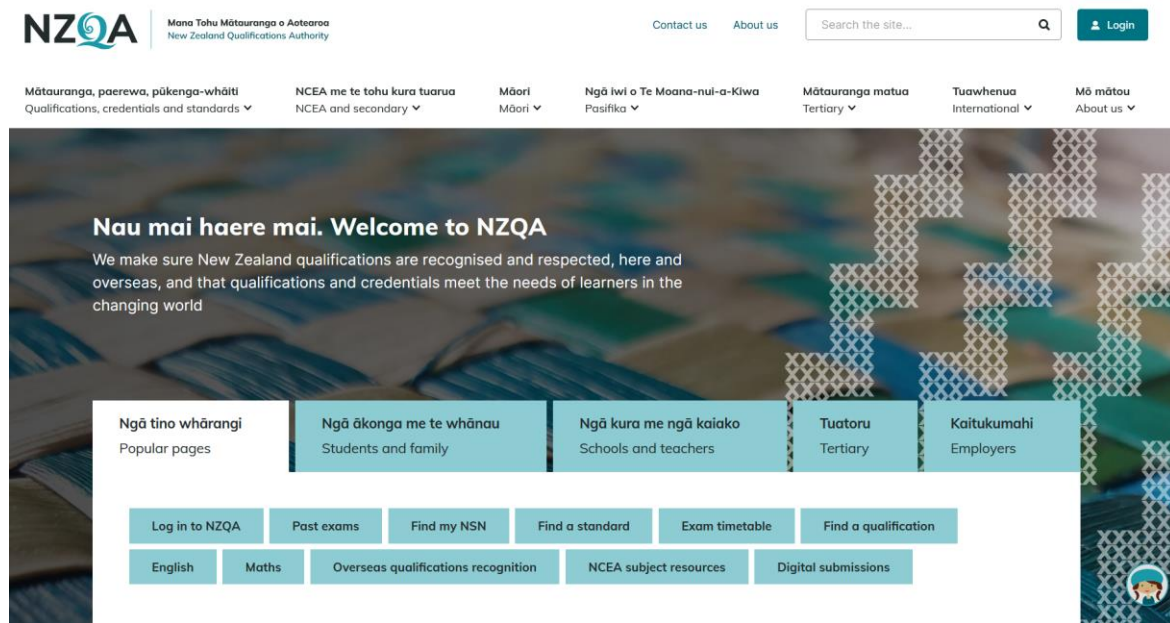 NZQA
Mana Tohu Mātauranga o Aotearoa
New Zealand Qualifications Authority
Contact us
About us
Search the site...
Login
Mātauranga, paerewa, pūkenga-whāiti
Qualifications, credentials and standards
NCEA me te tohu kura tuarua
NCEA and secondary
Māori
Māori
Ngā iwi o Te Moana-nui-a-Kiwa
Pasifika
Mātauranga matua
Tertiary
Tuawhenua
International
Mō mātou
About us
Nau mai haere mai. Welcome to NZQA
We make sure New Zealand qualifications are recognised and respected, here and
overseas, and that qualifications and credentials meet the needs of learners in the
changing world
Ngā tino whārangi
Popular pages
Ngā ākonga me te whānau
Students and family
Ngā kura me ngā kaiako
Schools and teachers
Tuatoru
Tertiary
Kaitukumahi
Employers
Log in to NZQA
Past exams
Find my NSN
Find a standard
Exam timetable
Find a qualification
English
Maths
Overseas qualifications recognition
NCEA subject resources
Digital submissions